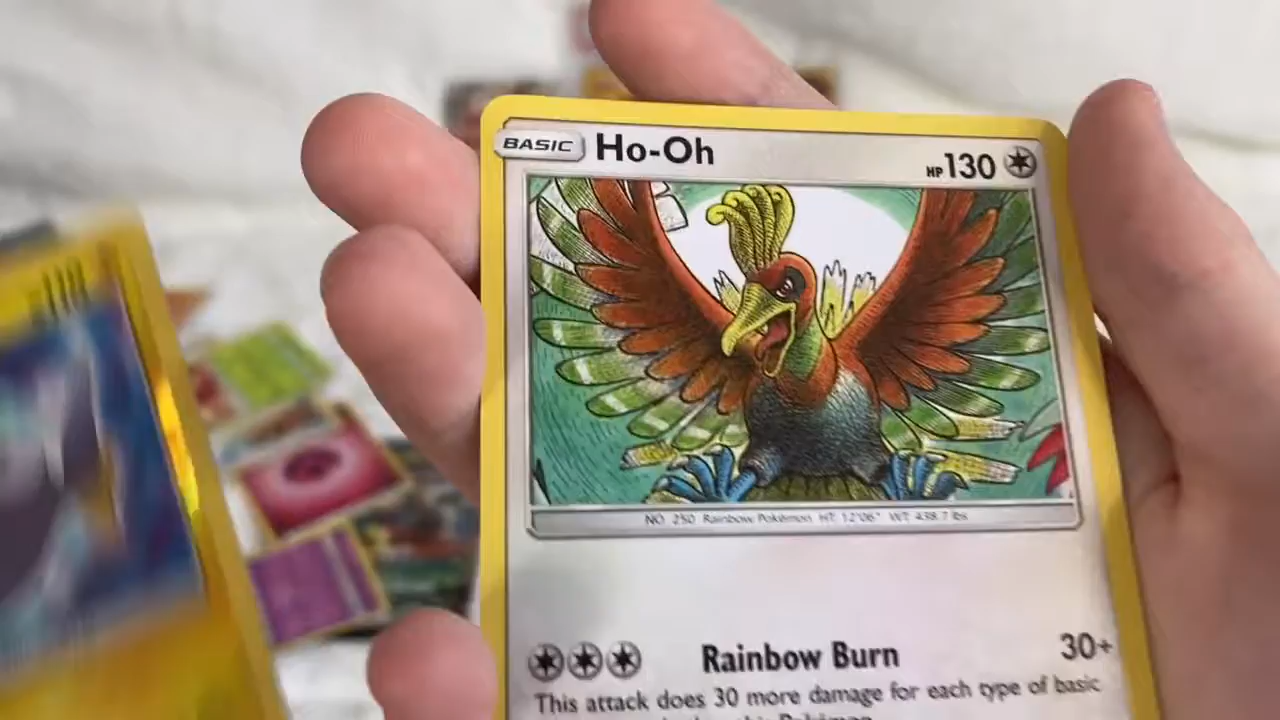 BASIC Ho-Oh HP 130
NO. 250 Rainbow Pokémon HT: 12'06" WT: 438.7 lbs
Rainbow Burn 30+
This attack does 30 more damage for each type of basic
Pokémon.